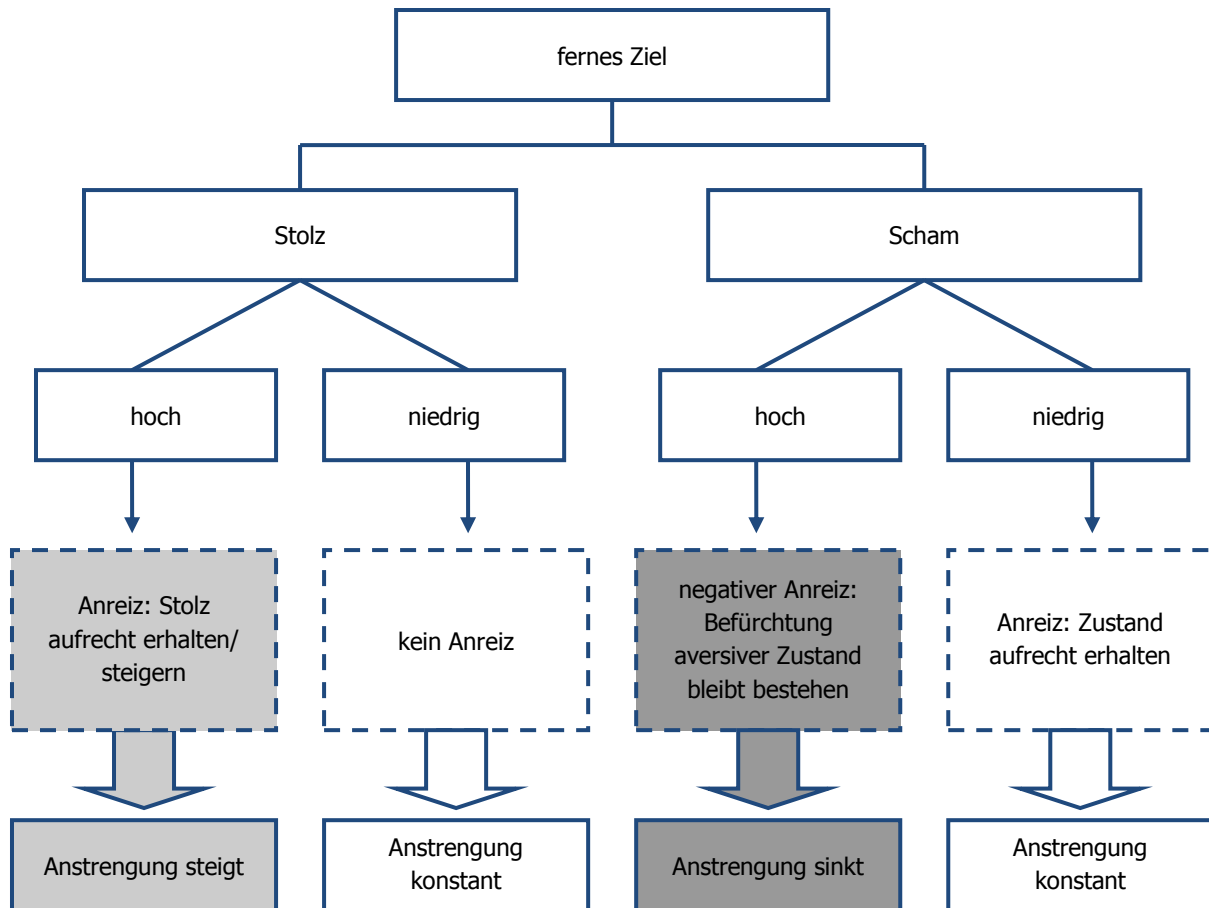 fernes Ziel
Stolz
Scham
hoch
niedrig
hoch
niedrig
Anreiz: Stolz
aufrecht erhalten/
steigern
kein Anreiz
negativer Anreiz:
Befürchtung
aversiver Zustand
bleibt bestehen
Anreiz: Zustand
aufrecht erhalten
Anstrengung steigt
Anstrengung
konstant
Anstrengung sinkt
Anstrengung
konstant